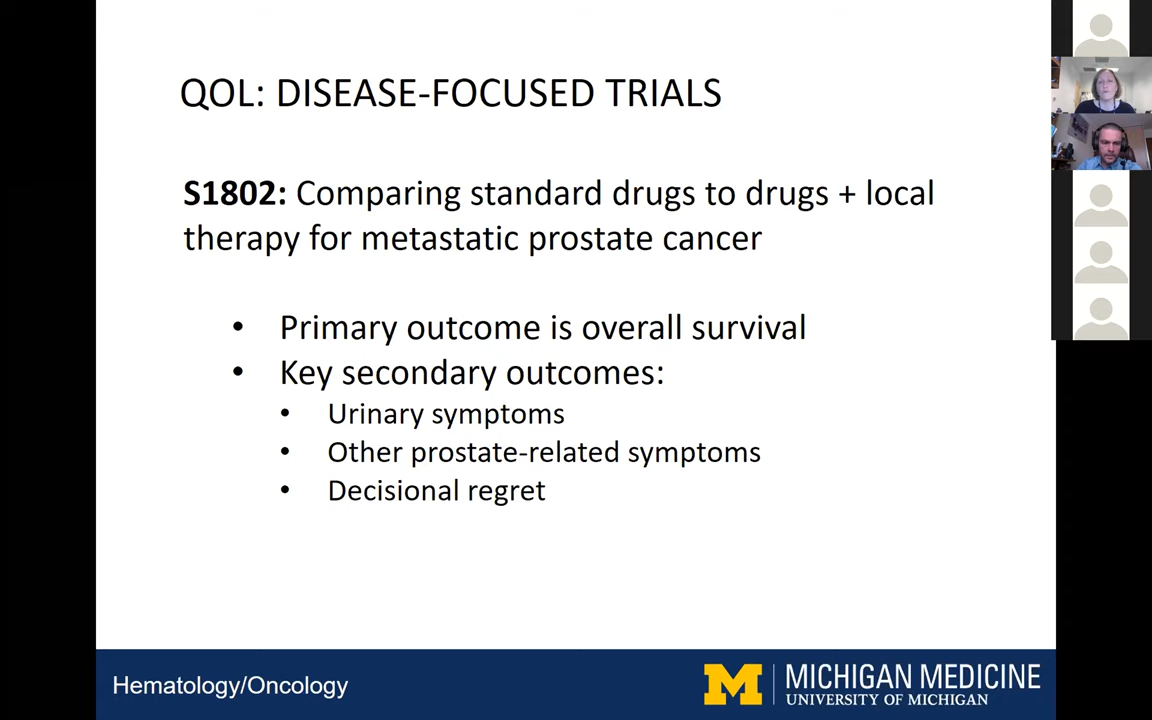 QOL: DISEASE-FOCUSED TRIALS
S1802: Comparing standard drugs to drugs + local
therapy for metastatic prostate cancer
• Primary outcome is overall survival
• Key secondary outcomes:
• Urinary symptoms
• Other prostate-related symptoms
• Decisional regret
Hematology/Oncology
M
MICHIGAN MEDICINE
UNIVERSITY OF MICHIGAN